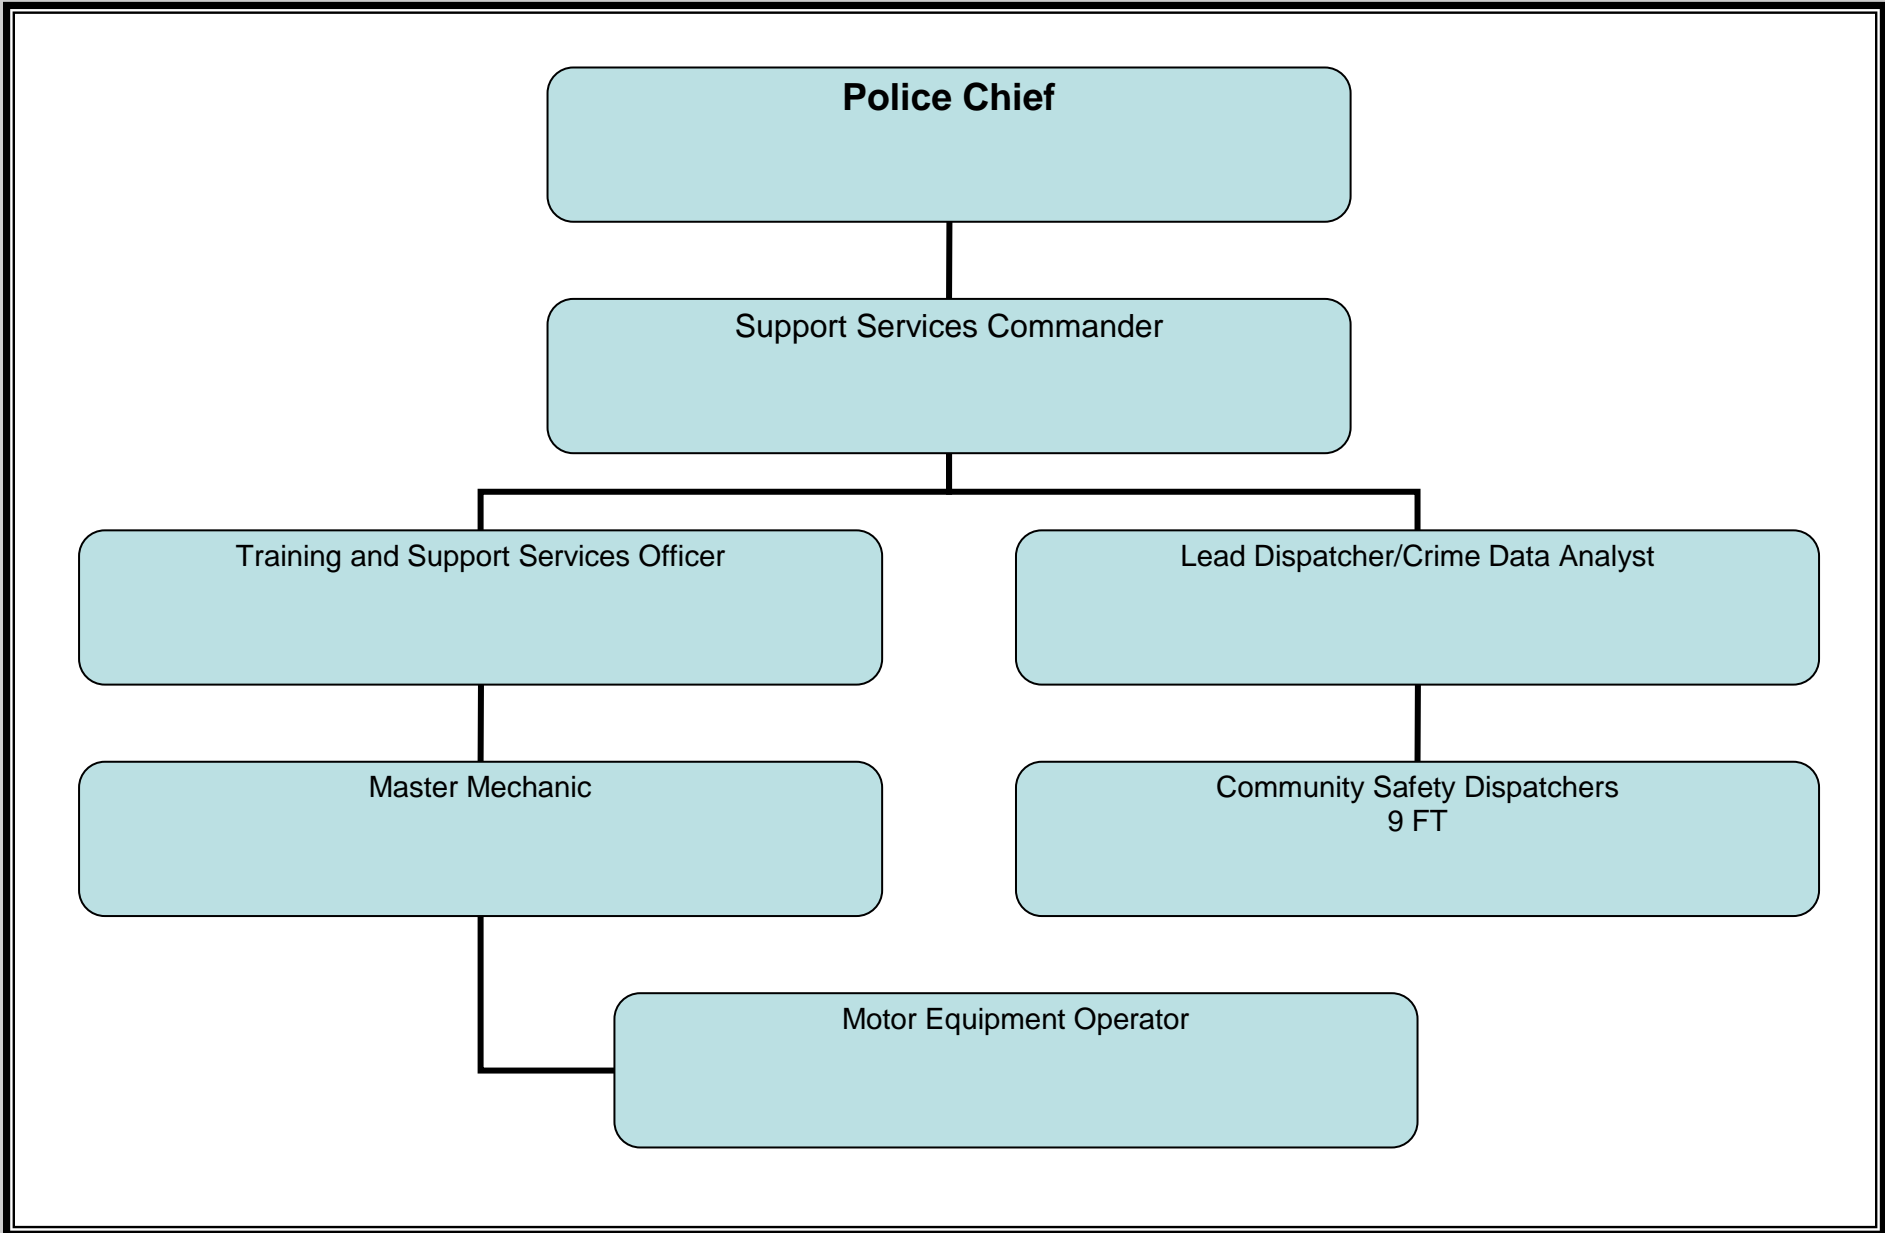 Police Chief
Support Services Commander
Training and Support Services Officer
Lead Dispatcher/Crime Data Analyst
Master Mechanic
Community Safety Dispatchers
9 FT
Motor Equipment Operator